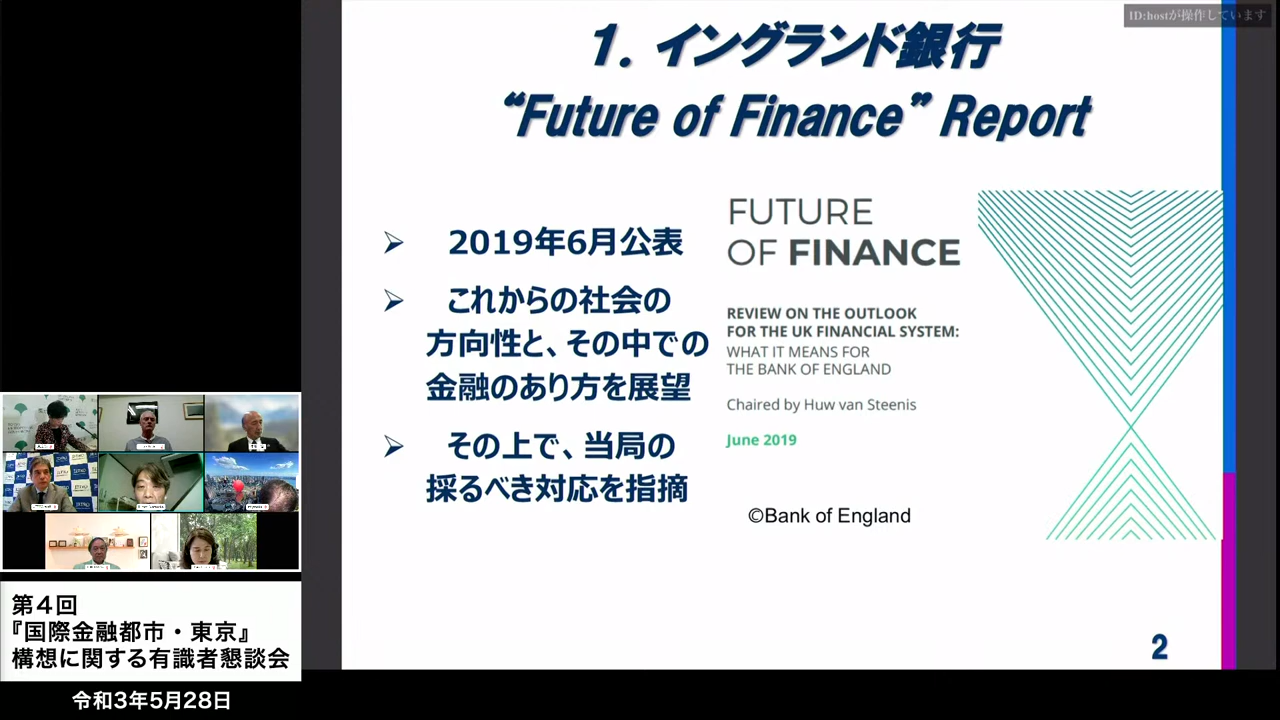 ID:hostが操作しています
1. イングランド銀行
“Future of Finance” Report
➢ 2019年6月公表
➢ これからの社会の
方向性と、その中での
金融のあり方を展望
➢ その上で、当局の
採るべき対応を指摘
FUTURE
OF FINANCE
REVIEW ON THE OUTLOOK
FOR THE UK FINANCIAL SYSTEM:
WHAT IT MEANS FOR
THE BANK OF ENGLAND
Chaired by Huw van Steenis
June 2019
©Bank of England
2
第4回
『国際金融都市・東京』
構想に関する有識者懇談会
令和3年5月28日